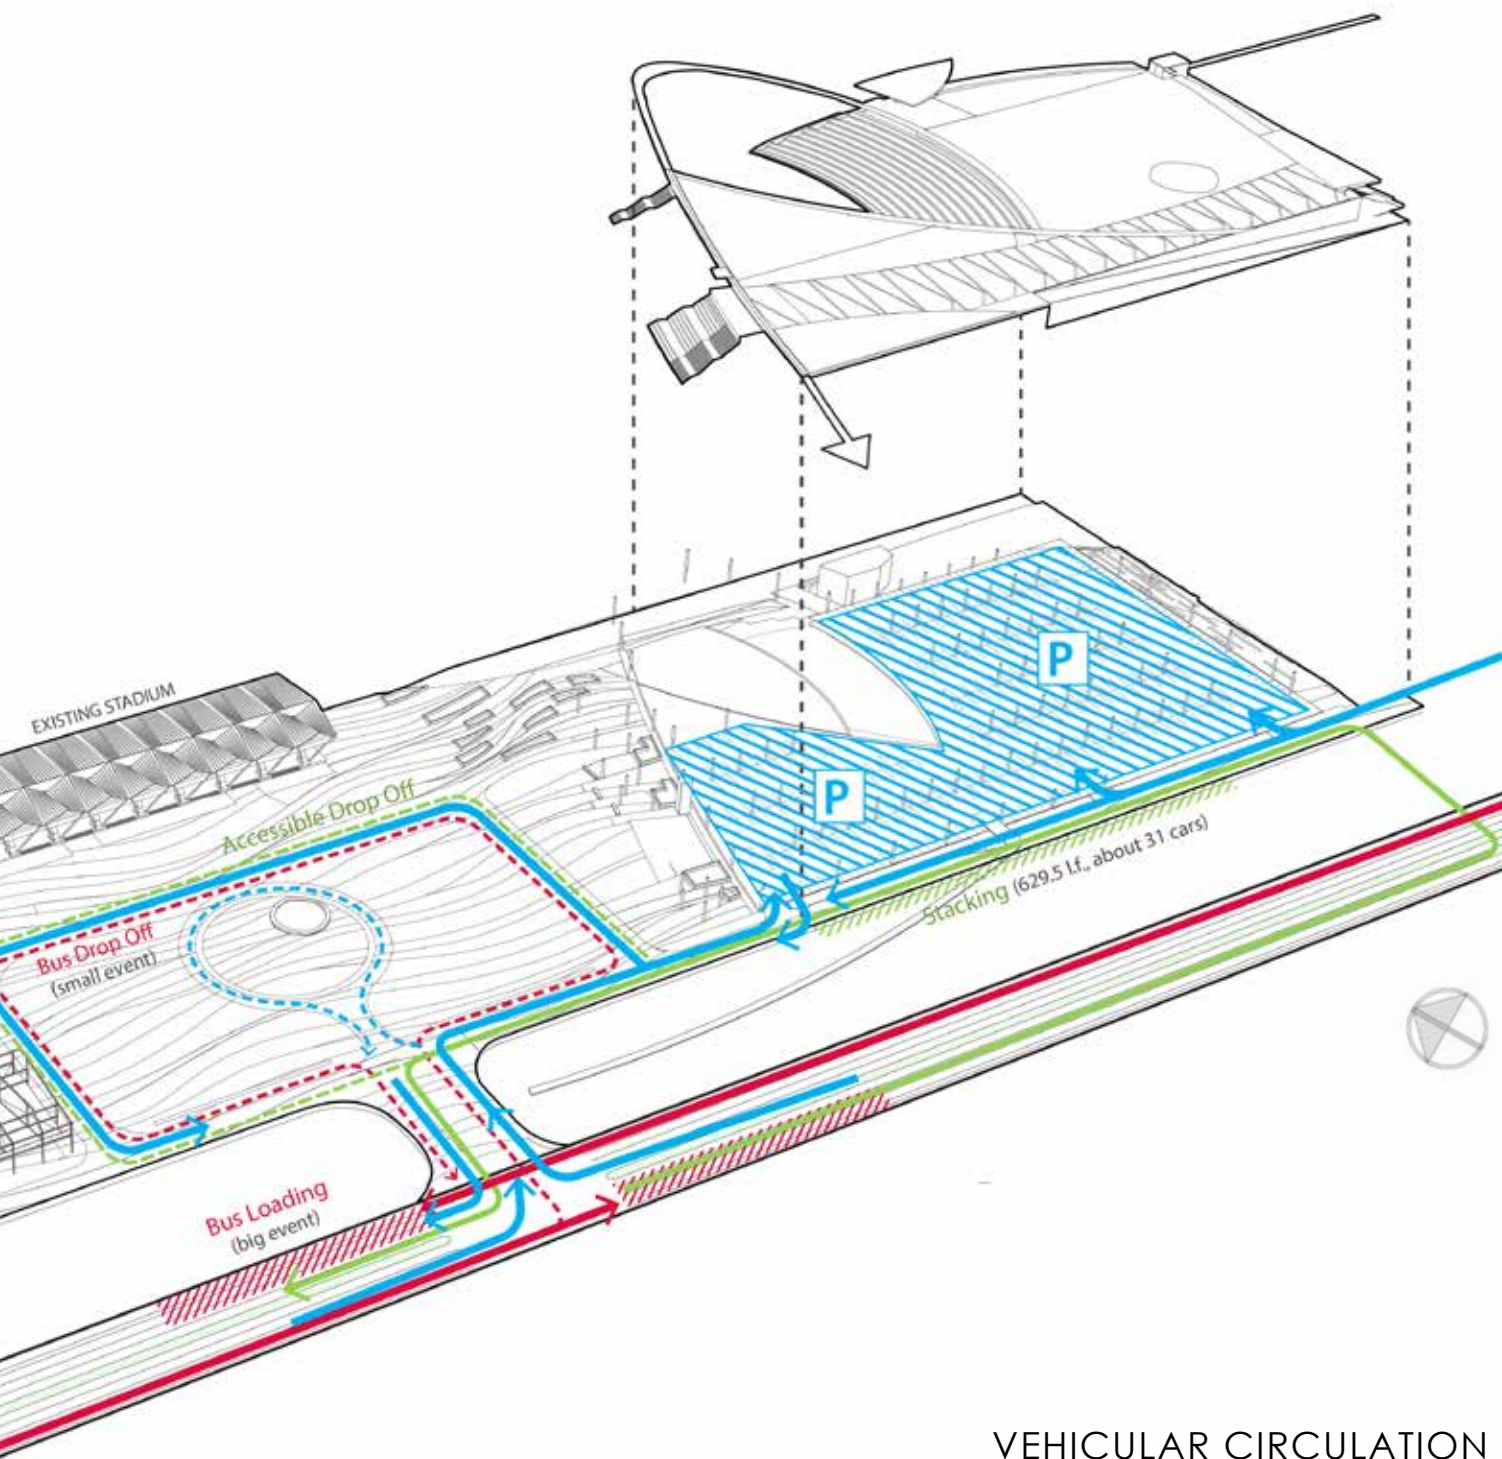 P
EXISTING STADIUM
P
Accessible Drop Off
Stacking (629.5 l.f., about 31 cars)
Bus Drop Off
(small event)
Bus Loading
(big event)
VEHICULAR CIRCULATION